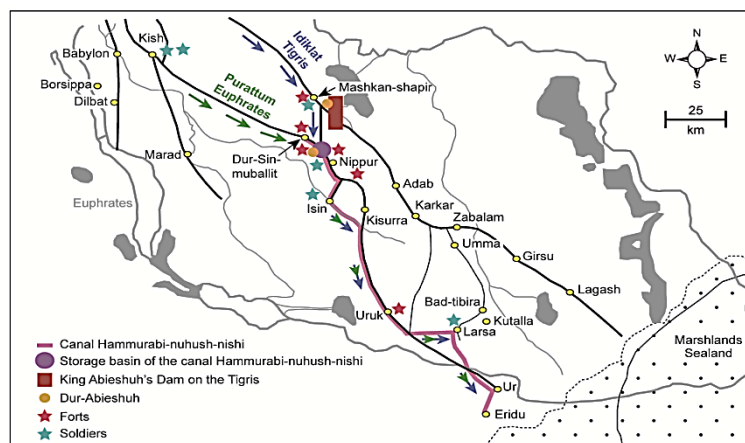 Kish
Babylon
Borsippa
Dilbat
Marad
Euphrates
Idiklat
Tigris
Purattum
Euphrates
Mashkan-shapir
Dur-Sin-
muballit
Nippur
Isin
Kisurra
Adab
Karkar
Zabalam
Umma
Girsu
Lagash
Bad-tibira
Kutalla
Uruk
Larsa
Ur
Eridu
Marshlands
Sealand
N
W
E
S
25
km
Canal Hammurabi-nuhush-nishi
Storage basin of the canal Hammurabi-nuhush-nishi
King Abieshuh's Dam on the Tigris
Dur-Abieshuh
Forts
Soldiers